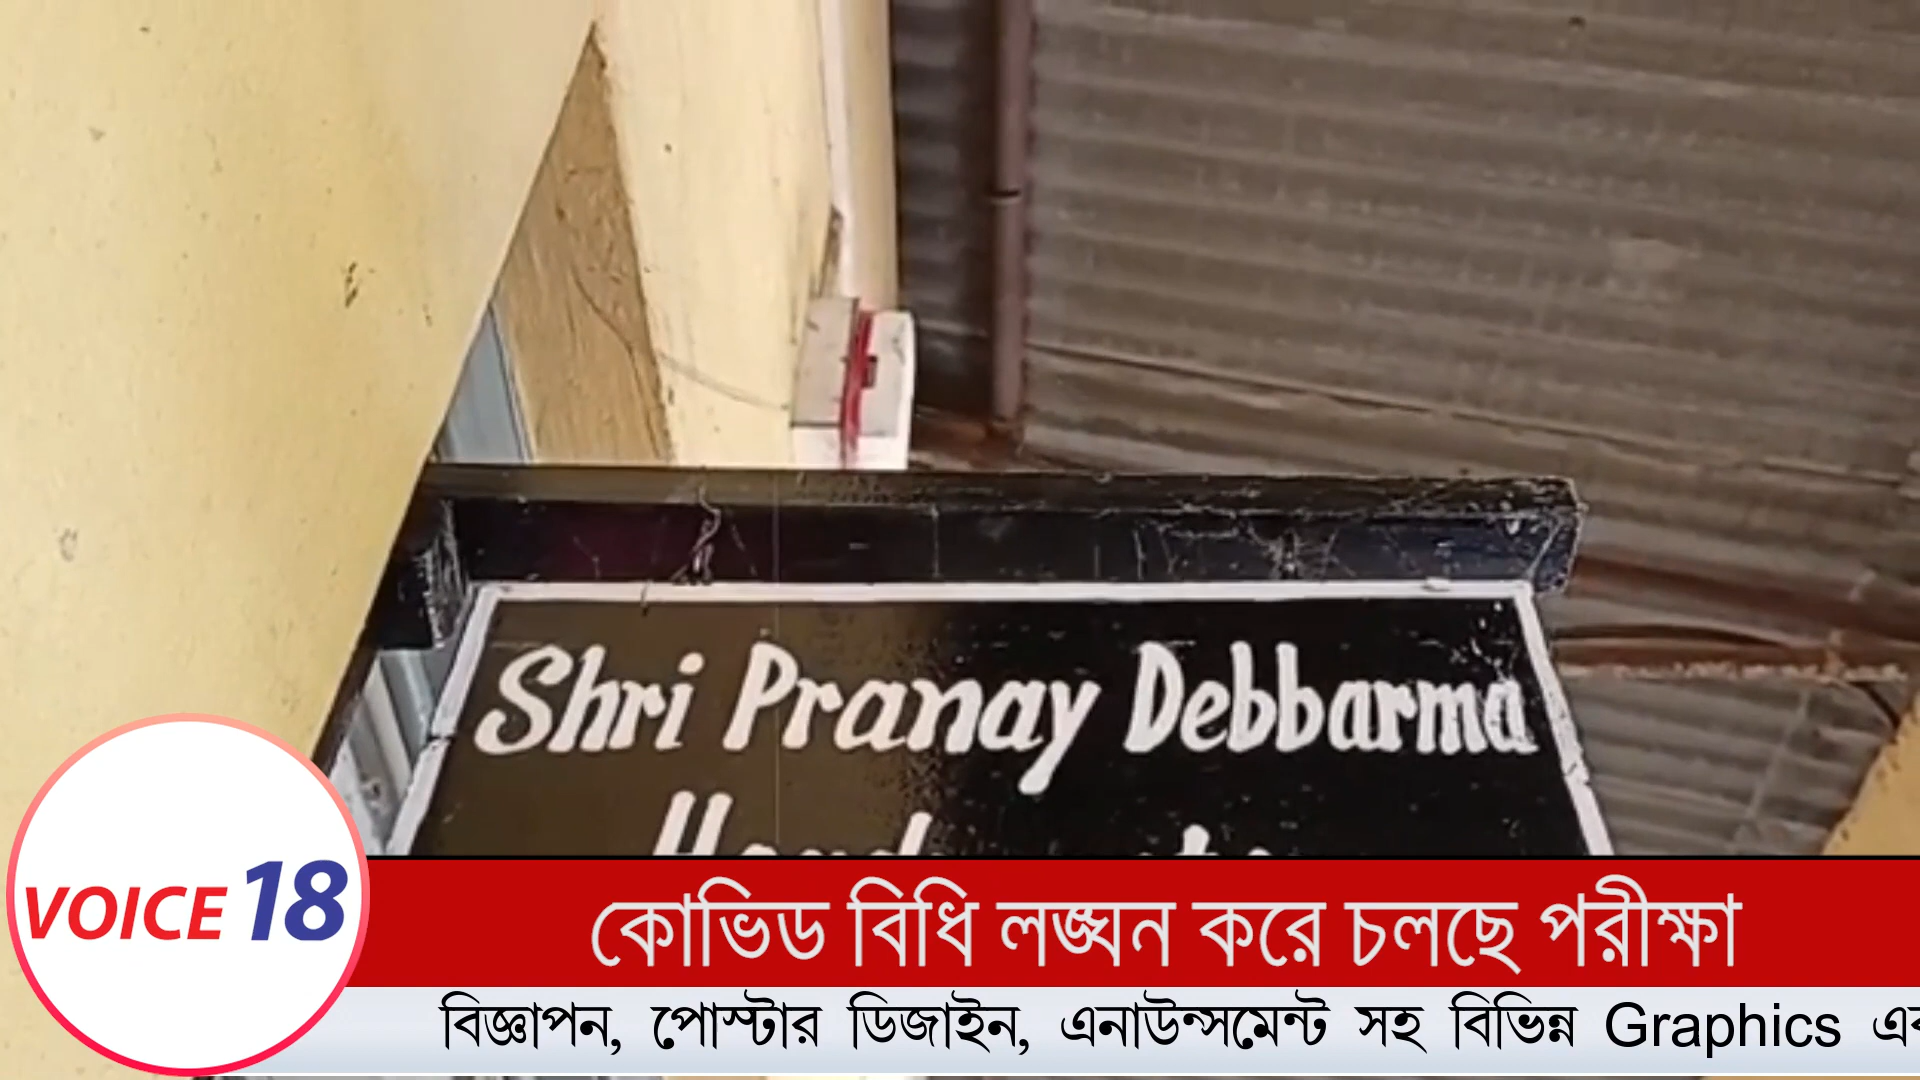 Shri Pranay Debbarma
VOICE 18
কোভিড বিধি লঙ্ঘন করে চলছে পরীক্ষা
বিজ্ঞাপন, পোস্টার ডিজাইন, এনাউন্সমেন্ট সহ বিভিন্ন Graphics